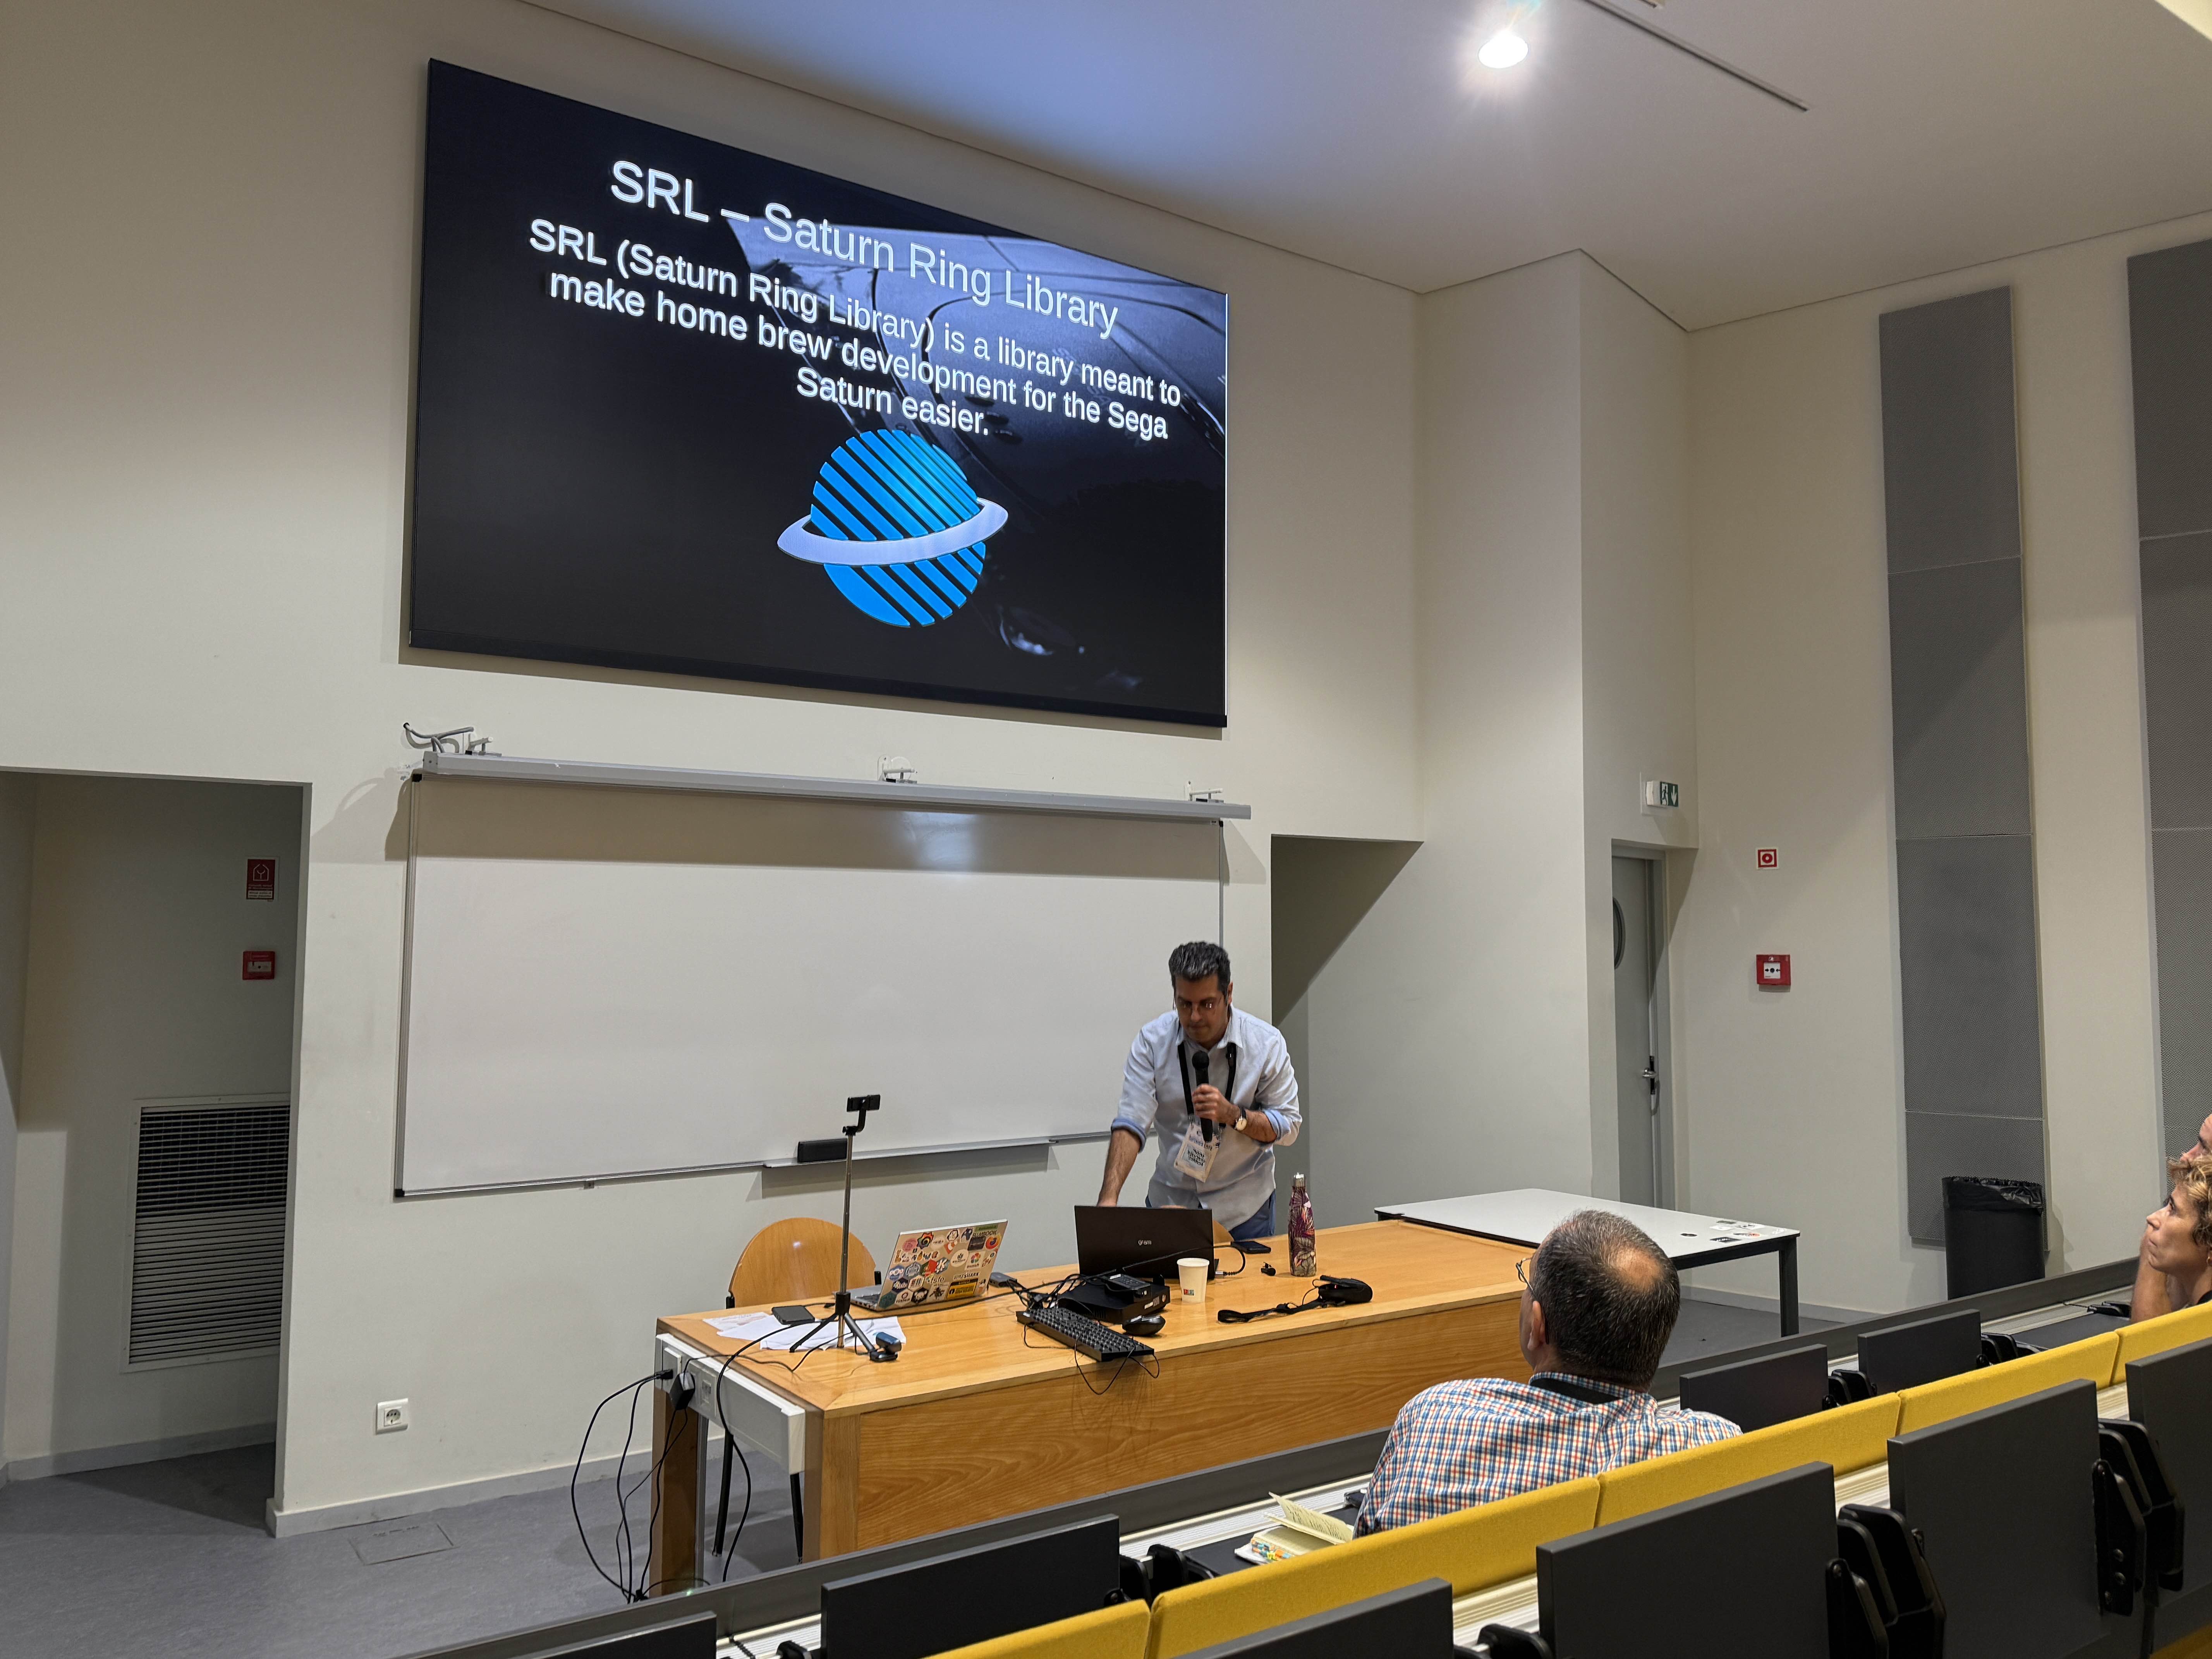 SRL – Saturn Ring Library
SRL (Saturn Ring Library) is a library meant to
make home brew development for the Sega
Saturn easier.
gram